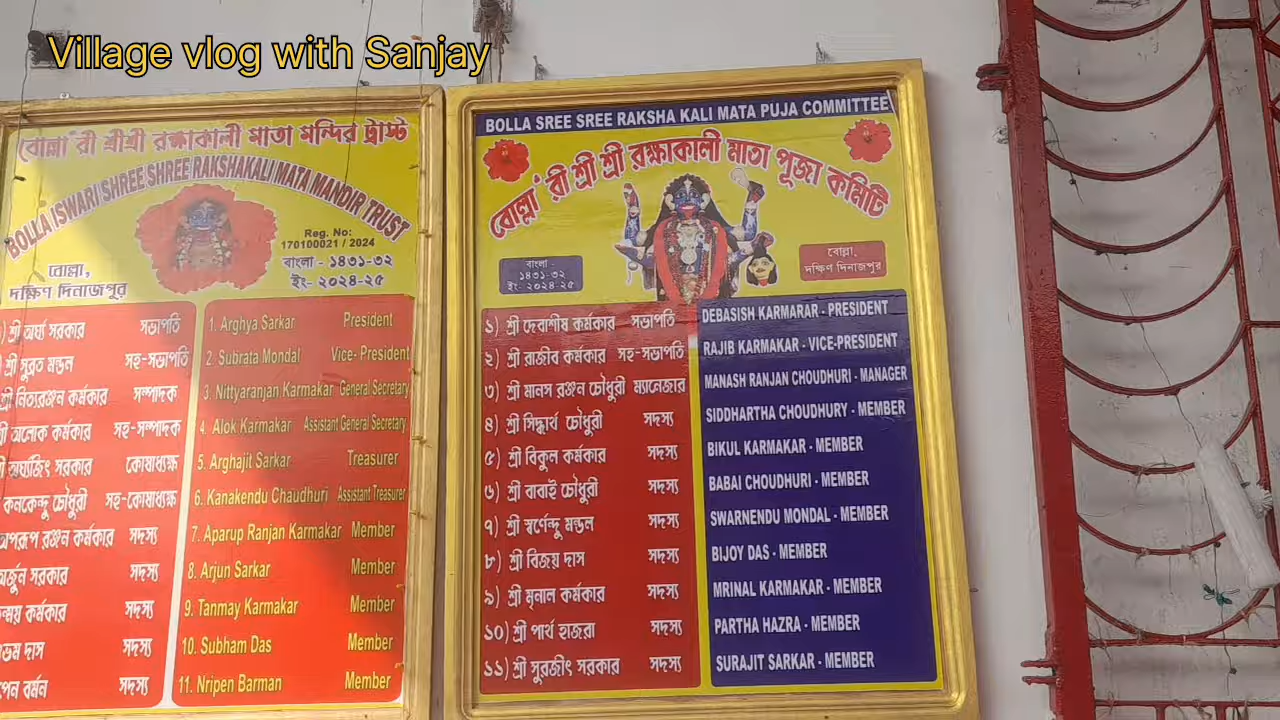 Village vlog with Sanjay
বোল্লা'রী শ্রীশ্রী রক্ষাকালী মাতা মন্দির ট্রাস্ট
BOLLA ISWARI SHREE SHREE RAKSHAKALI MATA MANDIR TRUST
Reg. No:
170100021 / 2024
বাংলা - ১৪৩১-৩২
ইং- ২০২৪-২৫
বোল্লা,
দক্ষিণ দিনাজপুর
শ্রী অর্ঘ্য সরকার সভাপতি
শ্রী সুব্রত মন্ডল সহ-সভাপতি
শ্রী নিত্যরঞ্জন কর্মকার সম্পাদক
শ্রী অলোক কর্মকার সহ-সম্পাদক
শ্রী অর্ঘ্যজিৎ সরকার কোষাধ্যক্ষ
কনকেন্দু চৌধুরী সহ-কোষাধ্যক্ষ
অপরূপ রঞ্জন কর্মকার সদস্য
অর্জুন সরকার সদস্য
কর্মকার সদস্য
দাস সদস্য
বর্মন সদস্য
1. Arghya Sarkar President
2. Subrata Mondal Vice- President
3. Nittyaranjan Karmakar General Secretary
4. Alok Karmakar Assistant General Secretary
5. Arghajit Sarkar Treasurer
6. Kanakendu Chaudhuri Assistant Treasurer
7. Aparup Ranjan Karmakar Member
8. Arjun Sarkar Member
9. Tanmay Karmakar Member
10. Subham Das Member
11. Nripen Barman Member
BOLLA SREE SREE RAKSHA KALI MATA PUJA COMMITTEE
বোল্লা'রী শ্রী শ্রী রক্ষাকালী মাতা পূজা কমিটি
বাংলা -
১৪৩১-৩২
ইং- ২০২৪-২৫
বোল্লা,
দক্ষিণ দিনাজপুর
১) শ্রী দেবাশীষ কর্মকার সভাপতি
২) শ্রী রাজীব কর্মকার সহ-সভাপতি
৩) শ্রী মানস রঞ্জন চৌধুরী ম্যানেজার
৪) শ্রী সিদ্ধার্থ চৌধুরী সদস্য
৫) শ্রী বিকুল কর্মকার সদস্য
৬) শ্রী বাবাই চৌধুরী সদস্য
৭) শ্রী স্বর্ণেন্দু মন্ডল সদস্য
৮) শ্রী বিজয় দাস সদস্য
৯) শ্রী মৃনাল কর্মকার সদস্য
১০) শ্রী পার্থ হাজরা সদস্য
১১) শ্রী সুরজীৎ সরকার সদস্য
DEBASISH KARMARAR - PRESIDENT
RAJIB KARMAKAR - VICE-PRESIDENT
MANASH RANJAN CHOUDHURI - MANAGER
SIDDHARTHA CHOUDHURY - MEMBER
BIKUL KARMAKAR - MEMBER
BABAI CHOUDHURI - MEMBER
SWARNENDU MONDAL - MEMBER
BIJOY DAS - MEMBER
MRINAL KARMAKAR - MEMBER
PARTHA HAZRA - MEMBER
SURAJIT SARKAR - MEMBER